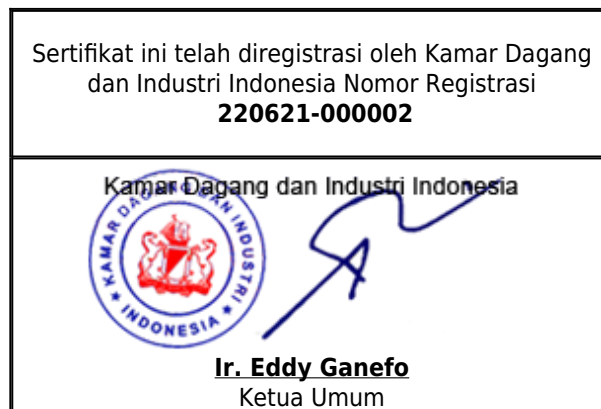 Sertifikat ini telah diregistrasi oleh Kamar Dagang
dan Industri Indonesia Nomor Registrasi
220621-000002
Kamar Dagang dan Industri Indonesia
KAMAR DAGANG DAN INDUSTRI
INDONESIA
Ir. Eddy Ganefo
Ketua Umum